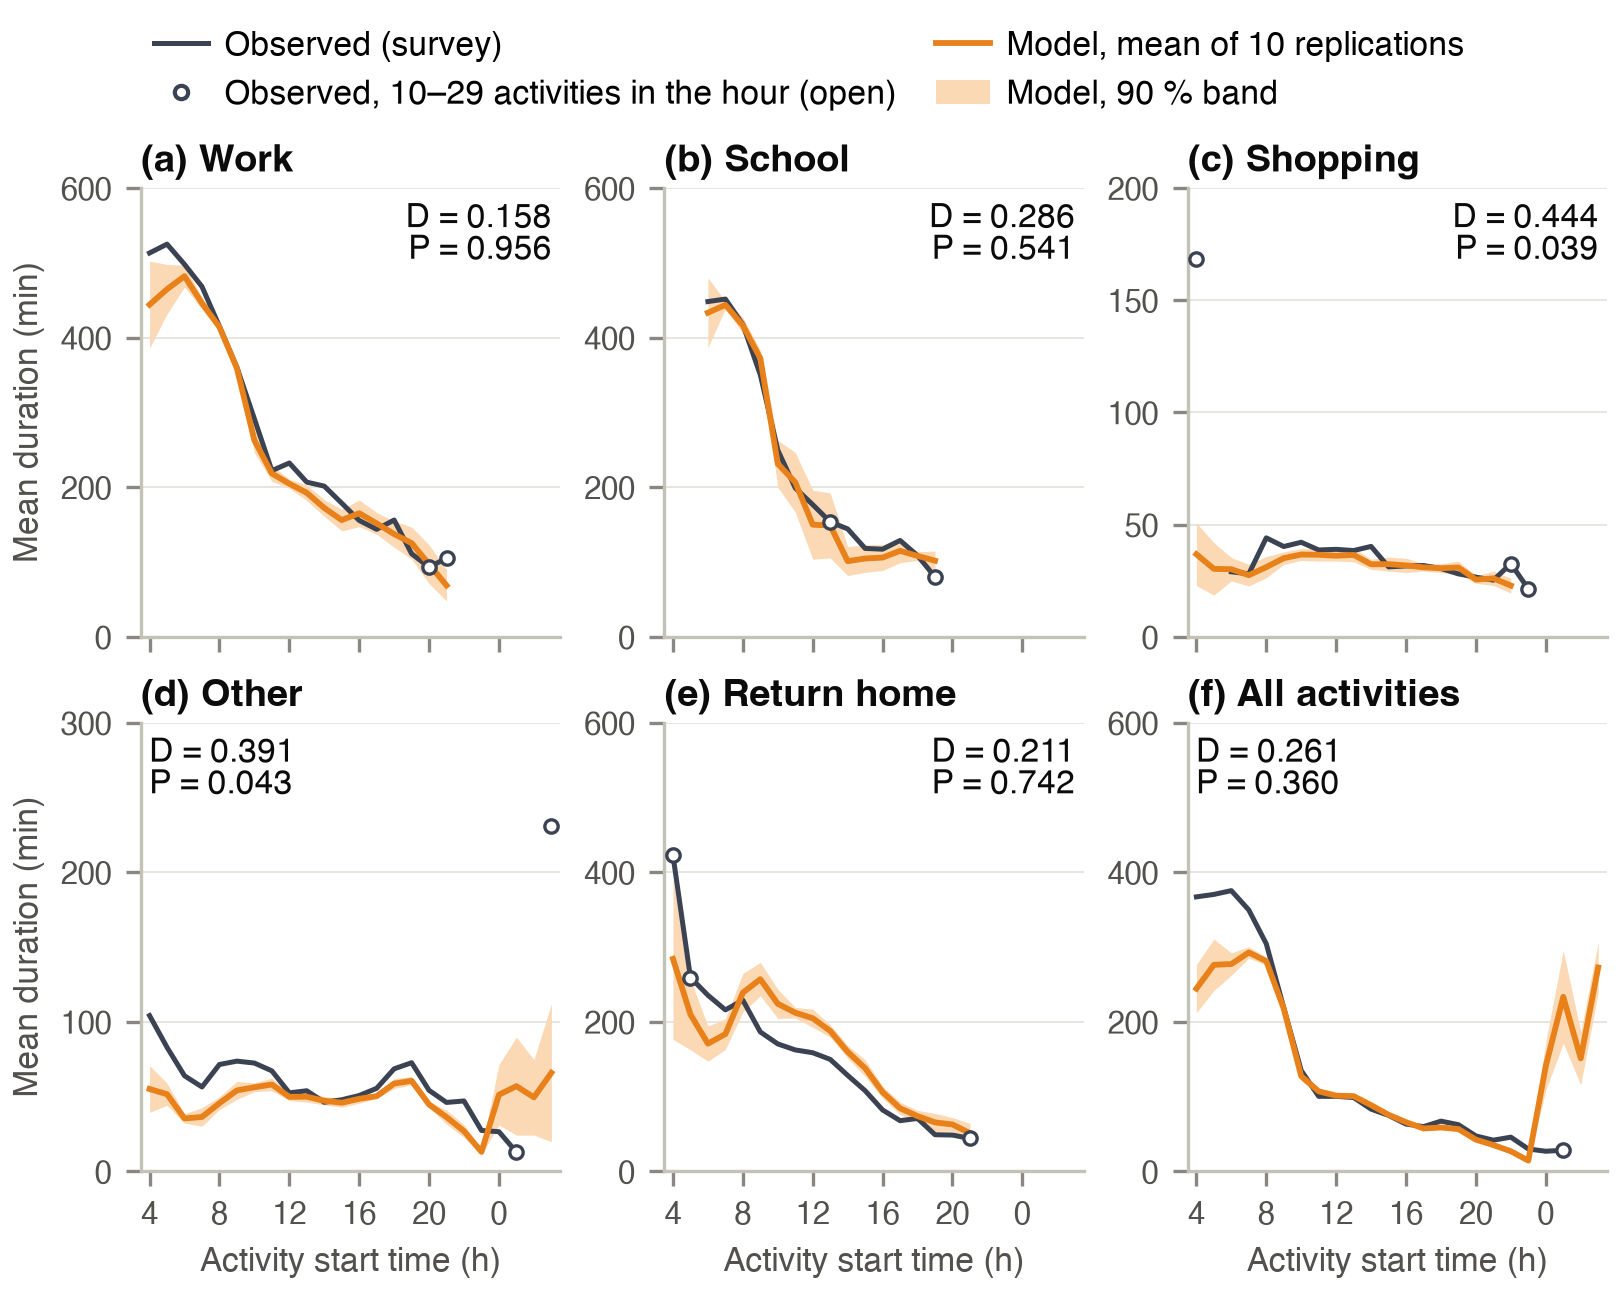 Observed (survey)
Model, mean of 10 replications
Observed, 10–29 activities in the hour (open)
Model, 90 % band
(a) Work
600
400
200
0
D = 0.158
P = 0.956
Mean duration (min)
(b) School
600
400
200
0
D = 0.286
P = 0.541
(c) Shopping
200
150
100
50
0
D = 0.444
P = 0.039
(d) Other
300
200
100
0
D = 0.391
P = 0.043
Mean duration (min)
4 8 12 16 20 0
Activity start time (h)
(e) Return home
600
400
200
0
D = 0.211
P = 0.742
4 8 12 16 20 0
Activity start time (h)
(f) All activities
600
400
200
0
D = 0.261
P = 0.360
4 8 12 16 20 0
Activity start time (h)